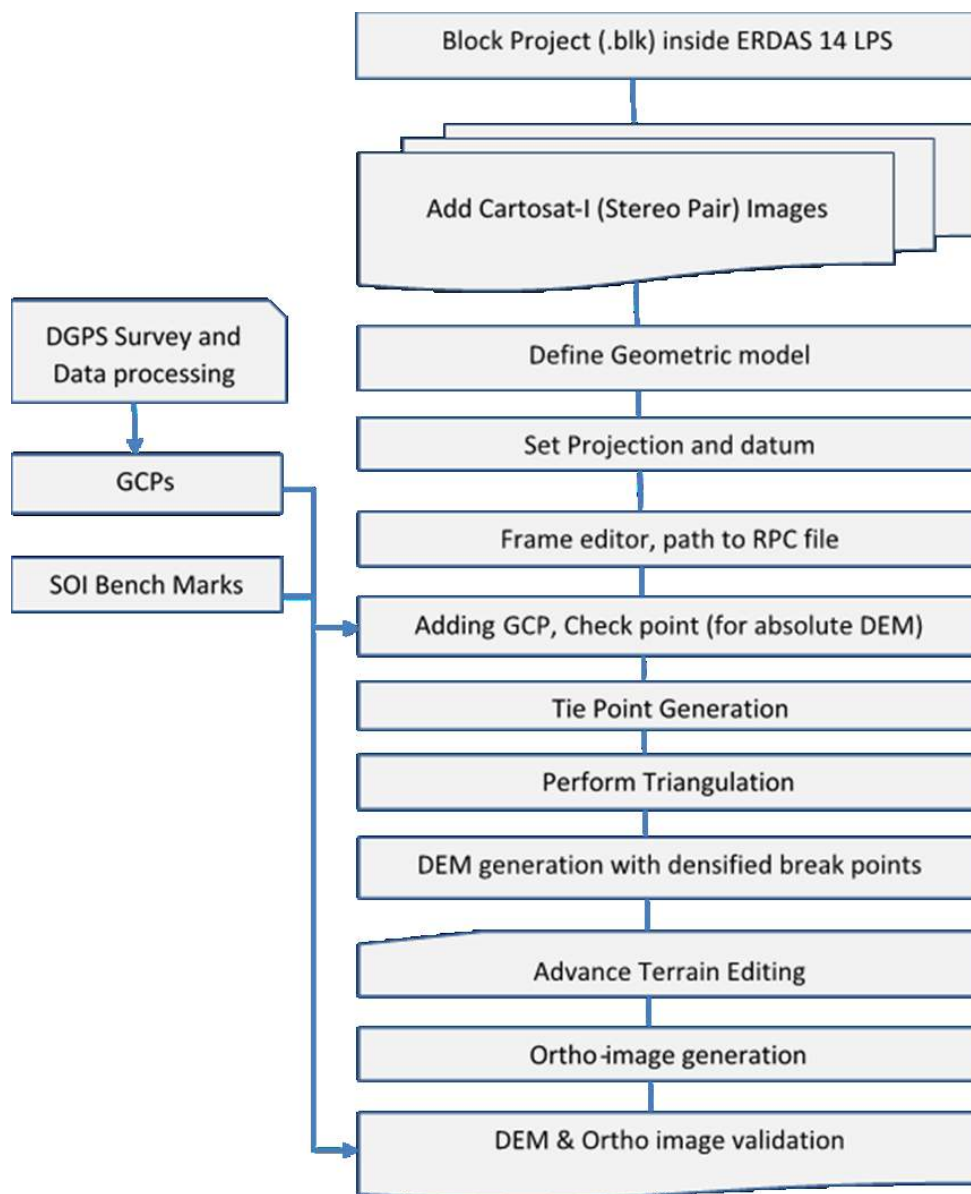 Block Project (.blk) inside ERDAS 14 LPS
Add Cartosat-I (Stereo Pair) Images
DGPS Survey and
Data processing
Define Geometric model
Set Projection and datum
GCPs
Frame editor, path to RPC file
SOI Bench Marks
Adding GCP, Check point (for absolute DEM)
Tie Point Generation
Perform Triangulation
DEM generation with densified break points
Advance Terrain Editing
Ortho-image generation
DEM & Ortho image validation